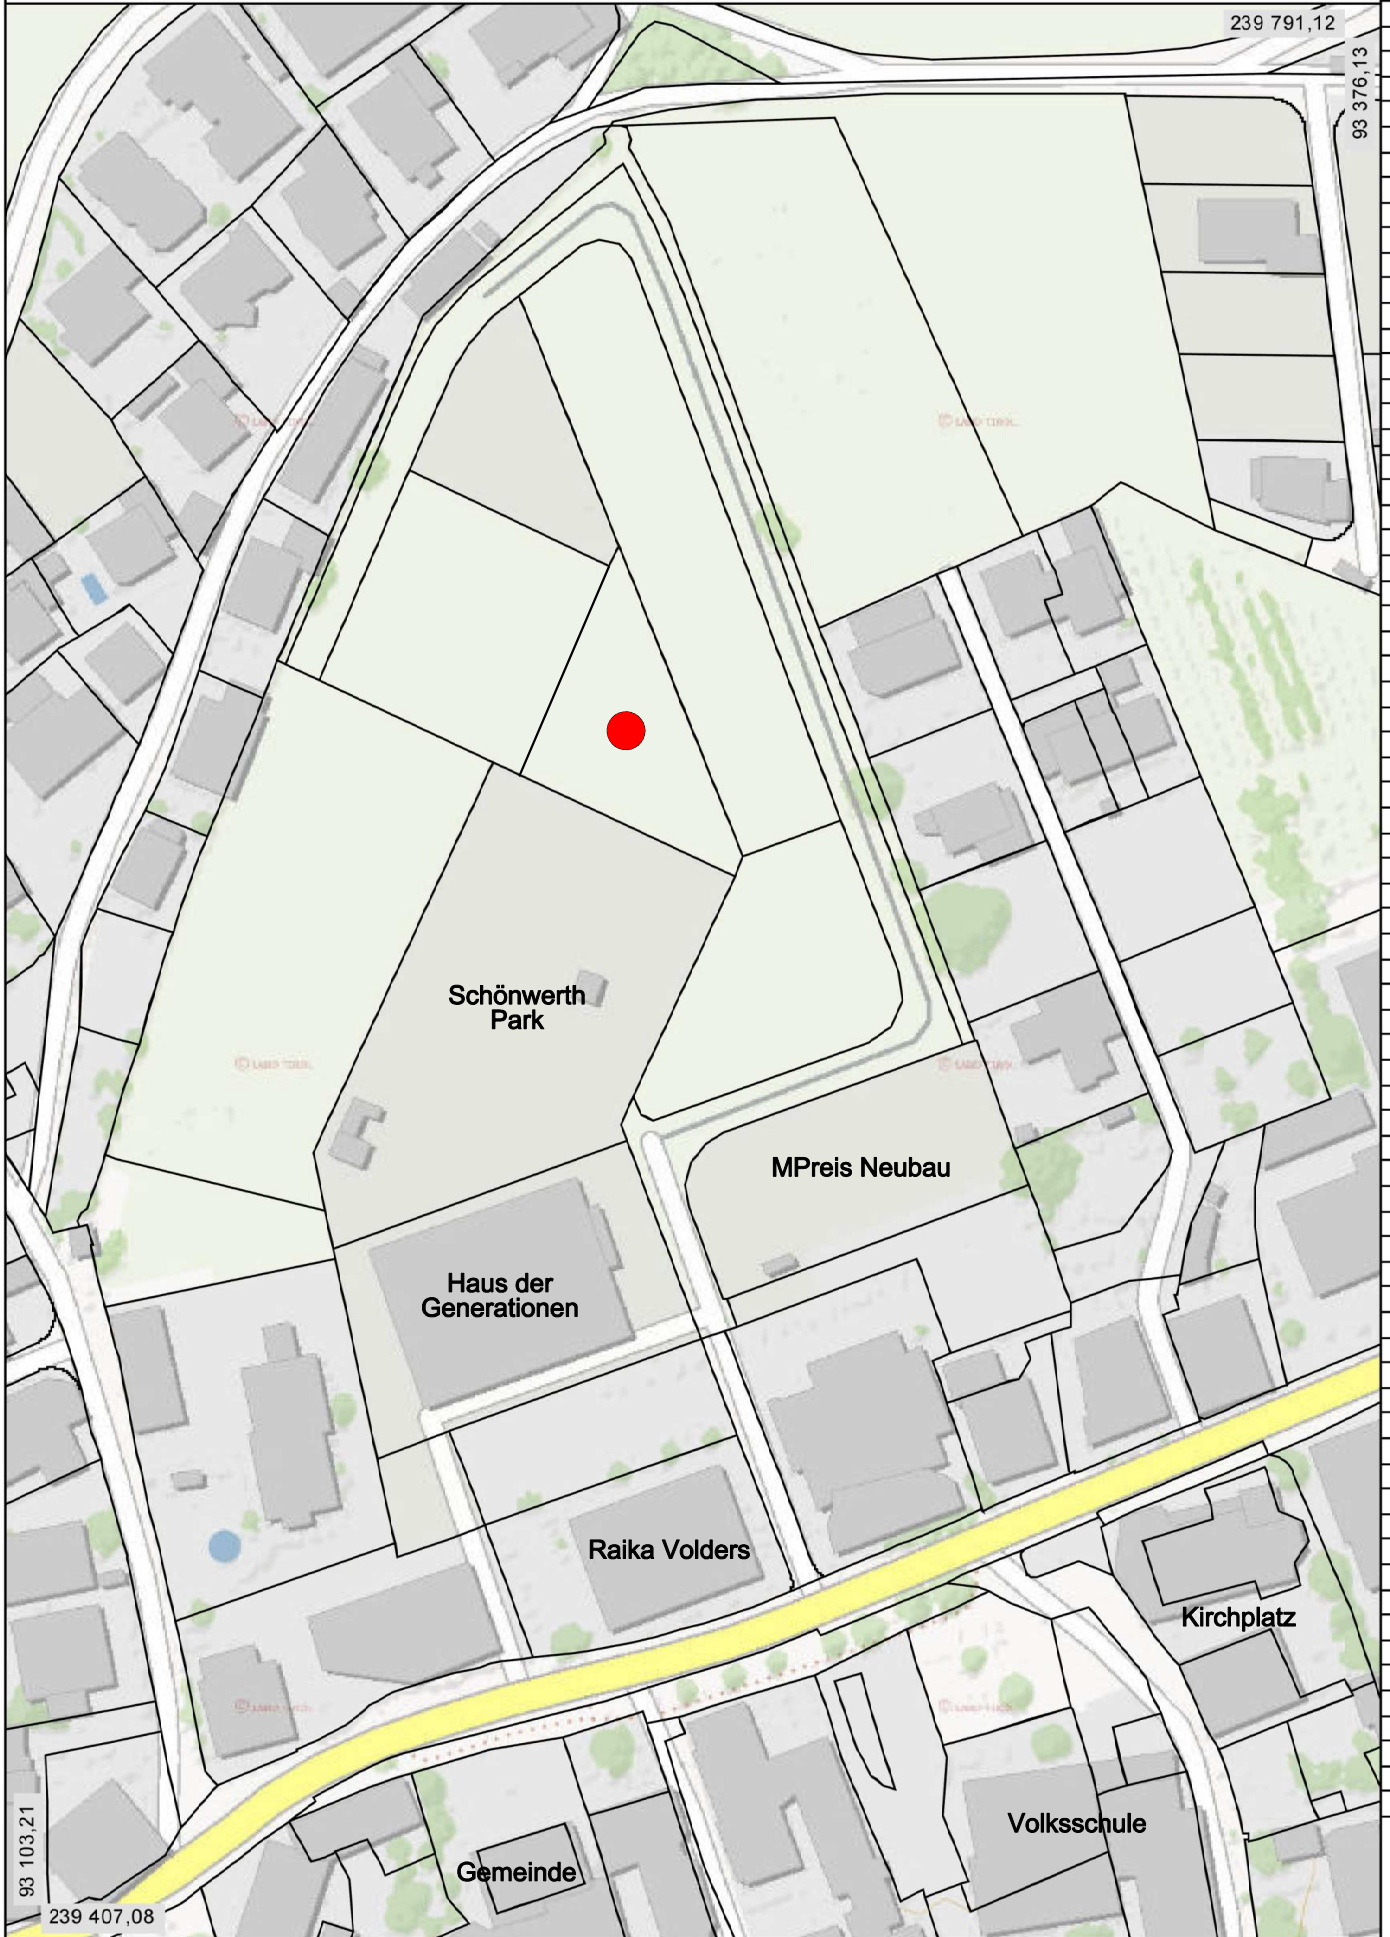 239 791,12
93 376,13
Schönwerth
Park
MPreis Neubau
Haus der
Generationen
Raika Volders
Kirchplatz
Volksschule
Gemeinde
93 103,21
239 407,08